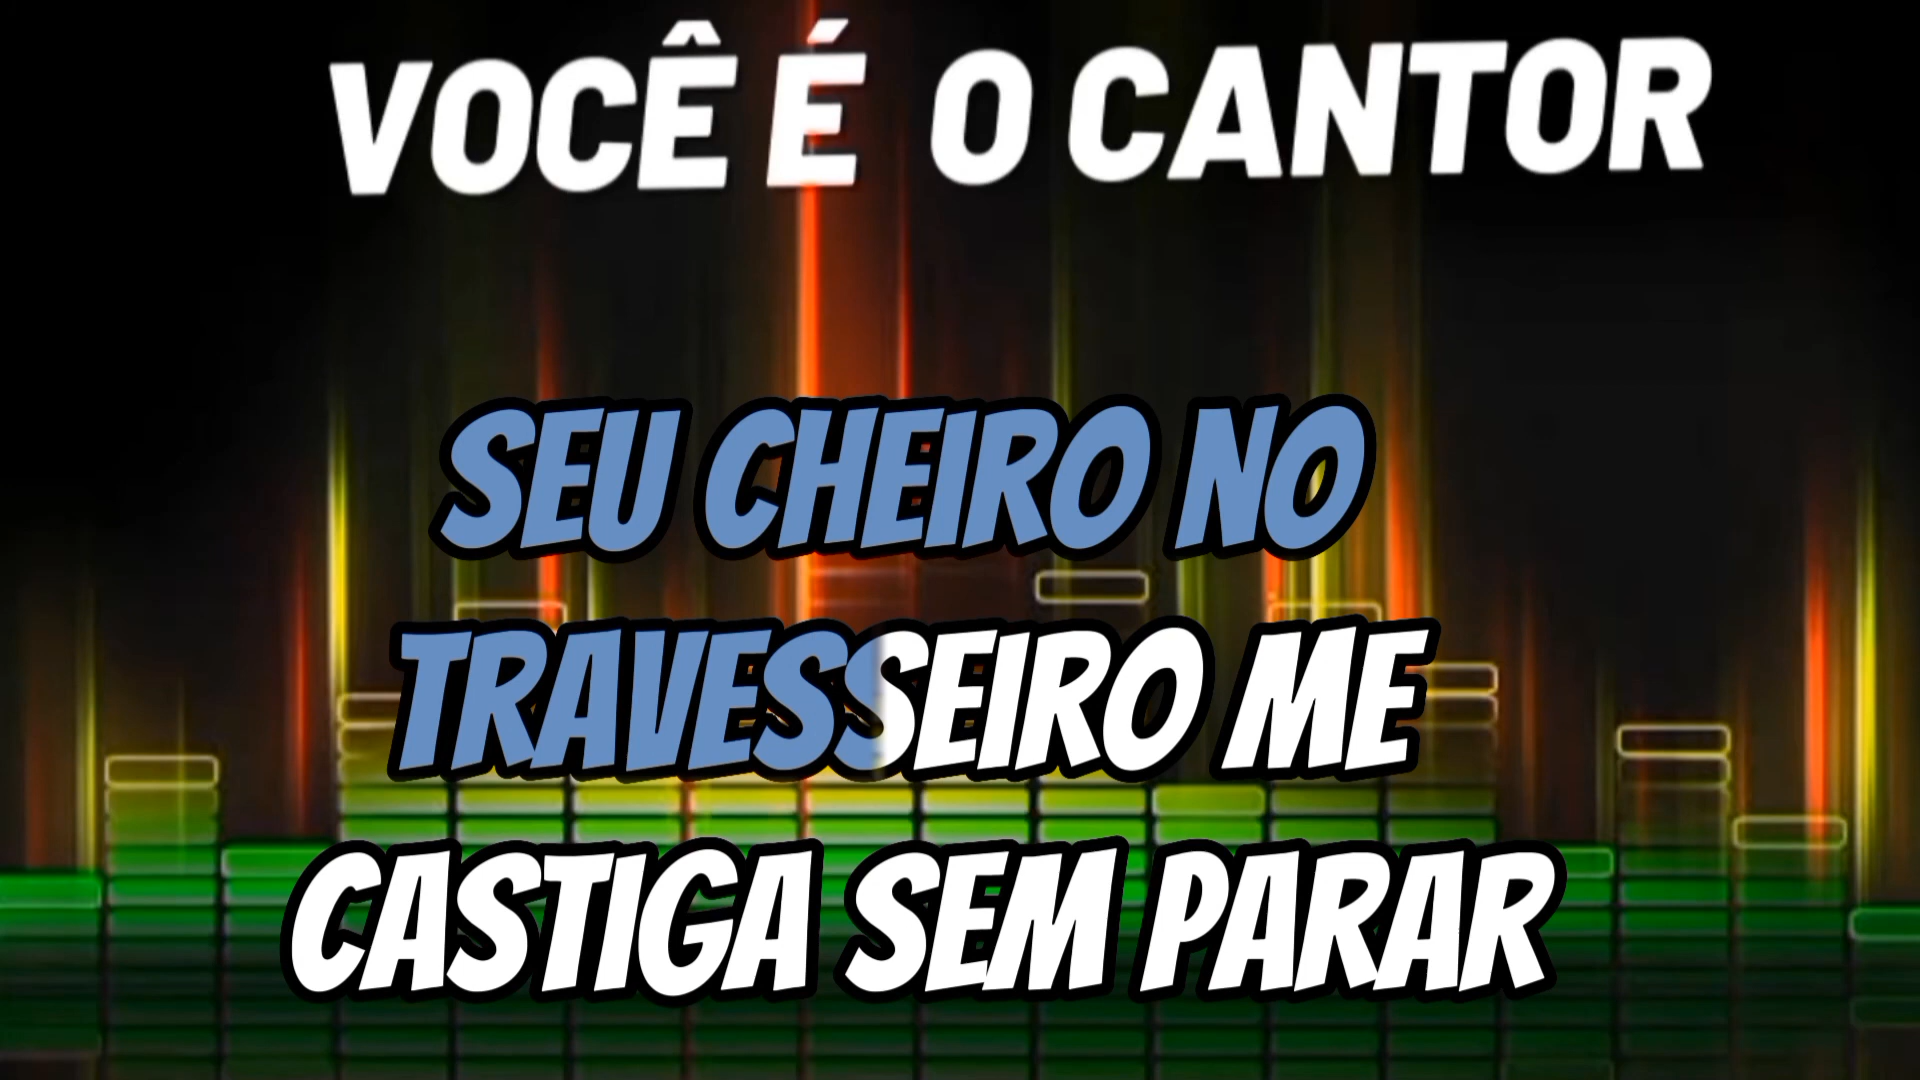 VOCÊ É O CANTOR
SEU CHEIRO NO
TRAVESSEIRO ME
CASTIGA SEM PARAR